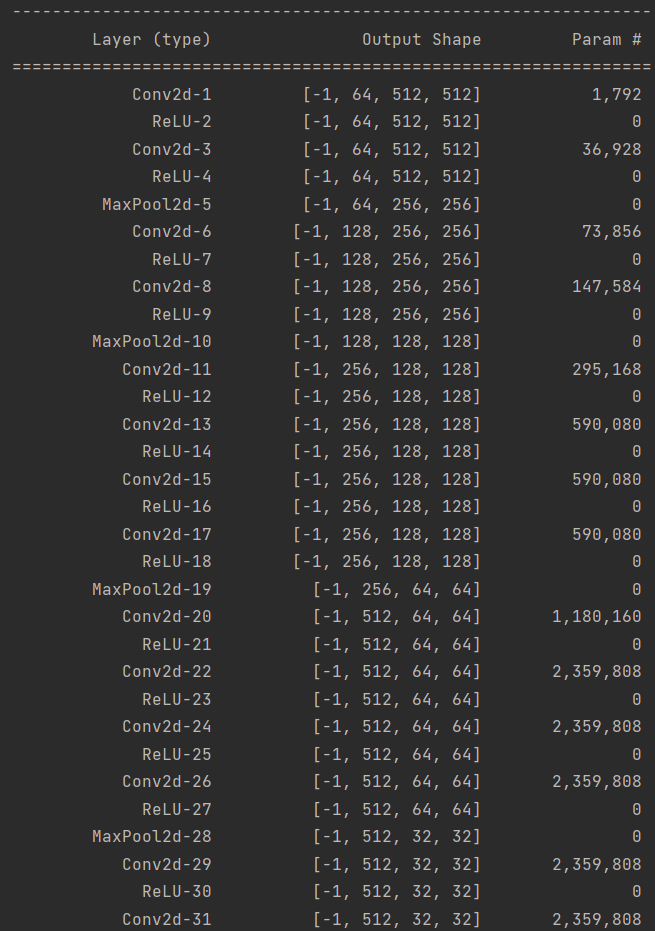 ----------------------------------------------------------------
Layer (type) Output Shape Param #
================================================================
Conv2d-1 [-1, 64, 512, 512] 1,792
ReLU-2 [-1, 64, 512, 512] 0
Conv2d-3 [-1, 64, 512, 512] 36,928
ReLU-4 [-1, 64, 512, 512] 0
MaxPool2d-5 [-1, 64, 256, 256] 0
Conv2d-6 [-1, 128, 256, 256] 73,856
ReLU-7 [-1, 128, 256, 256] 0
Conv2d-8 [-1, 128, 256, 256] 147,584
ReLU-9 [-1, 128, 256, 256] 0
MaxPool2d-10 [-1, 128, 128, 128] 0
Conv2d-11 [-1, 256, 128, 128] 295,168
ReLU-12 [-1, 256, 128, 128] 0
Conv2d-13 [-1, 256, 128, 128] 590,080
ReLU-14 [-1, 256, 128, 128] 0
Conv2d-15 [-1, 256, 128, 128] 590,080
ReLU-16 [-1, 256, 128, 128] 0
Conv2d-17 [-1, 256, 128, 128] 590,080
ReLU-18 [-1, 256, 128, 128] 0
MaxPool2d-19 [-1, 256, 64, 64] 0
Conv2d-20 [-1, 512, 64, 64] 1,180,160
ReLU-21 [-1, 512, 64, 64] 0
Conv2d-22 [-1, 512, 64, 64] 2,359,808
ReLU-23 [-1, 512, 64, 64] 0
Conv2d-24 [-1, 512, 64, 64] 2,359,808
ReLU-25 [-1, 512, 64, 64] 0
Conv2d-26 [-1, 512, 64, 64] 2,359,808
ReLU-27 [-1, 512, 64, 64] 0
MaxPool2d-28 [-1, 512, 32, 32] 0
Conv2d-29 [-1, 512, 32, 32] 2,359,808
ReLU-30 [-1, 512, 32, 32] 0
Conv2d-31 [-1, 512, 32, 32] 2,359,808